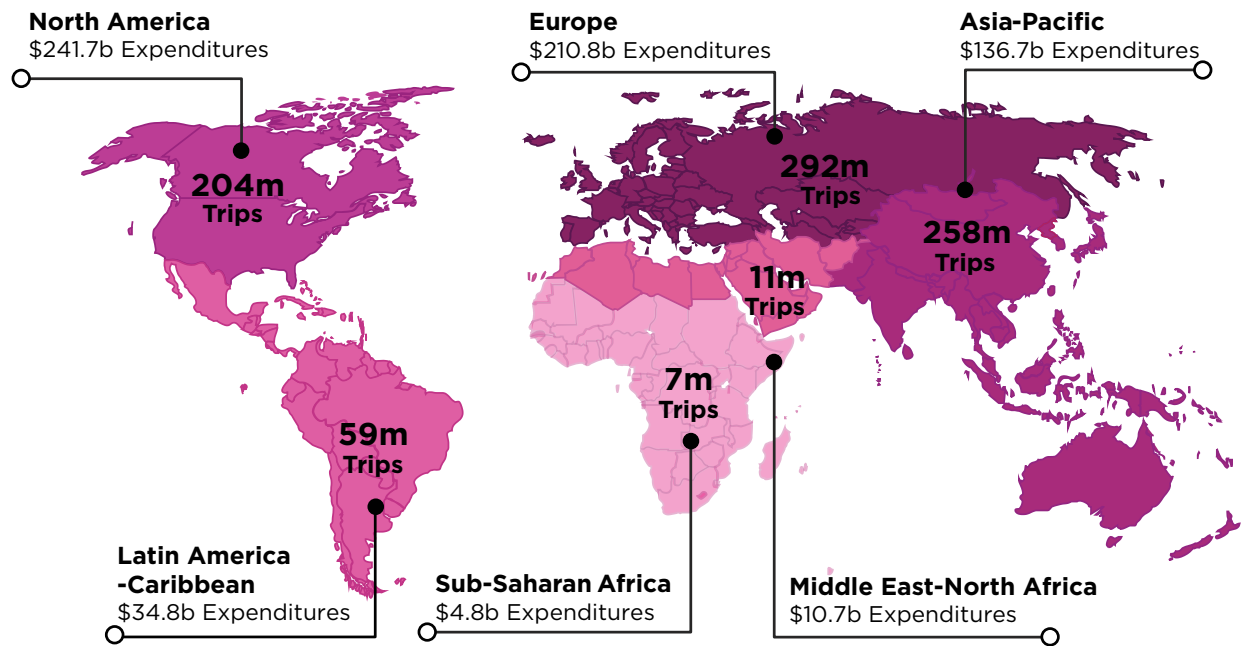 North America
$241.7b Expenditures
Europe
$210.8b Expenditures
Asia-Pacific
$136.7b Expenditures
204m
Trips
292m
Trips
258m
Trips
11m
Trips
7m
Trips
59m
Trips
Latin America
-Caribbean
$34.8b Expenditures
Sub-Saharan Africa
$4.8b Expenditures
Middle East-North Africa
$10.7b Expenditures